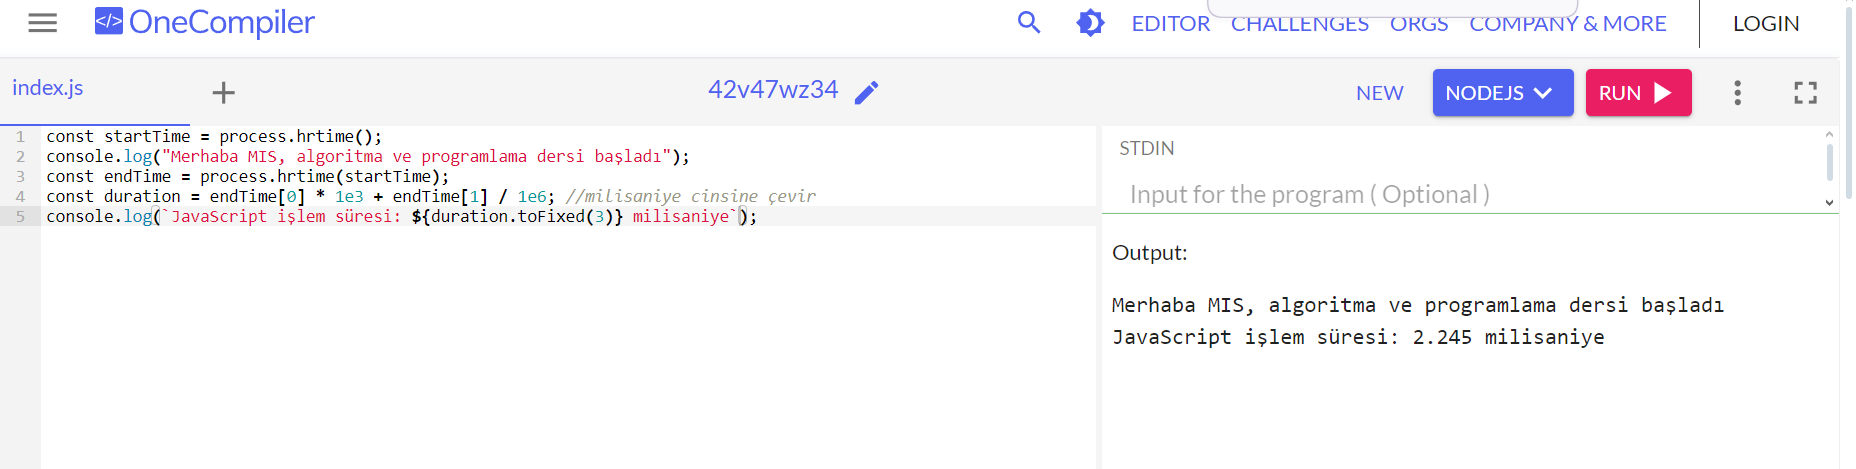 OneCompiler
EDITOR CHALLENGES ORGS COMPANY & MORE LOGIN
index.js
42v47wz34
NEW NODEJS RUN
1 const startTime = process.hrtime();
2 console.log("Merhaba MIS, algoritma ve programlama dersi başladı");
3 const endTime = process.hrtime(startTime);
4 const duration = endTime[0] * 1e3 + endTime[1] / 1e6; //milisaniye cinsine çevir
5 console.log(`JavaScript işlem süresi: ${duration.toFixed(3)} milisaniye`);
STDIN
Input for the program ( Optional )
Output:
Merhaba MIS, algoritma ve programlama dersi başladı
JavaScript işlem süresi: 2.245 milisaniye